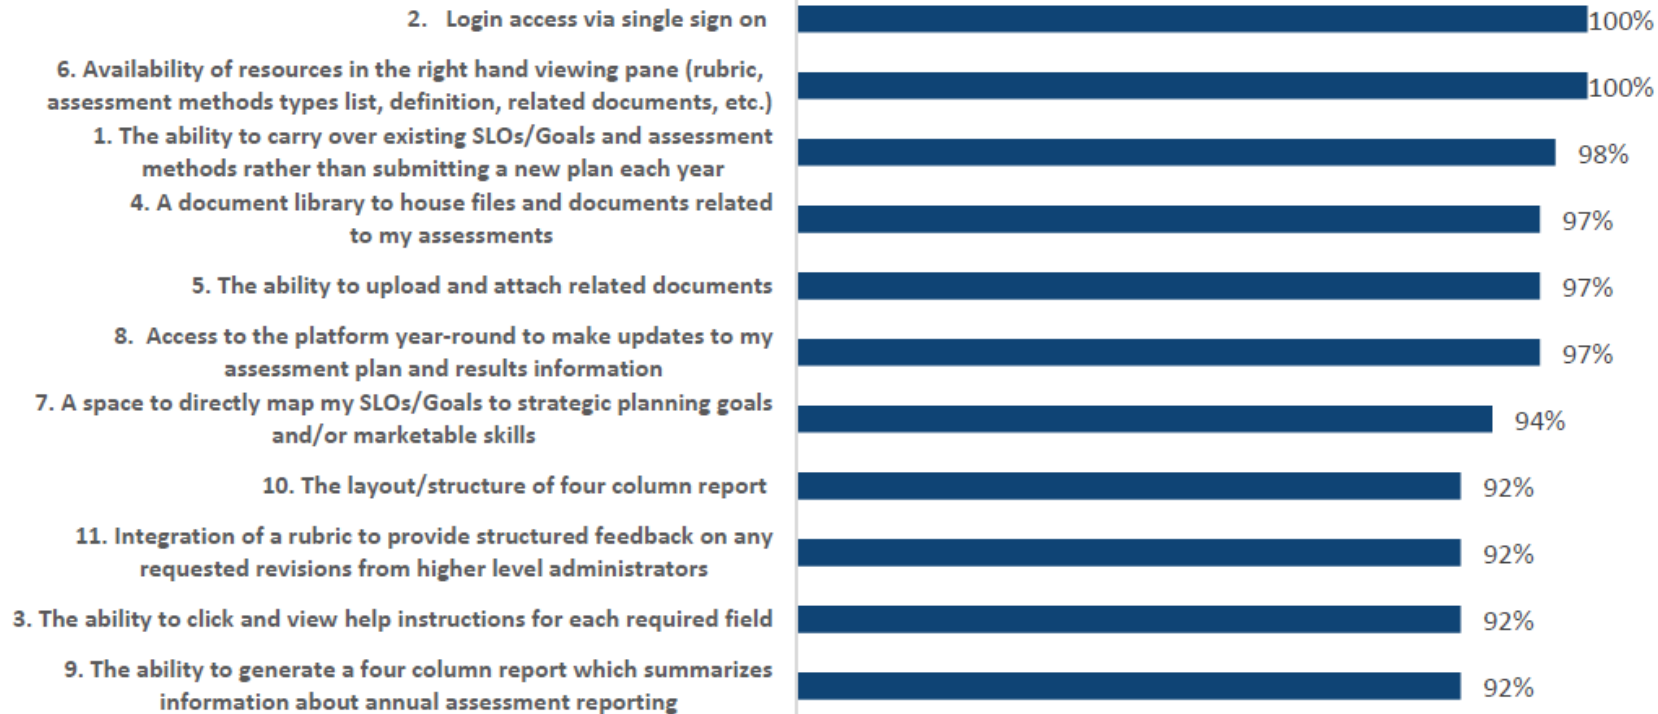 2. Login access via single sign on
100%
6. Availability of resources in the right hand viewing pane (rubric,
assessment methods types list, definition, related documents, etc.)
100%
1. The ability to carry over existing SLOs/Goals and assessment
methods rather than submitting a new plan each year
98%
4. A document library to house files and documents related
to my assessments
97%
5. The ability to upload and attach related documents
97%
8. Access to the platform year-round to make updates to my
assessment plan and results information
97%
7. A space to directly map my SLOs/Goals to strategic planning goals
and/or marketable skills
94%
10. The layout/structure of four column report
92%
11. Integration of a rubric to provide structured feedback on any
requested revisions from higher level administrators
92%
3. The ability to click and view help instructions for each required field
92%
9. The ability to generate a four column report which summarizes
information about annual assessment reporting
92%